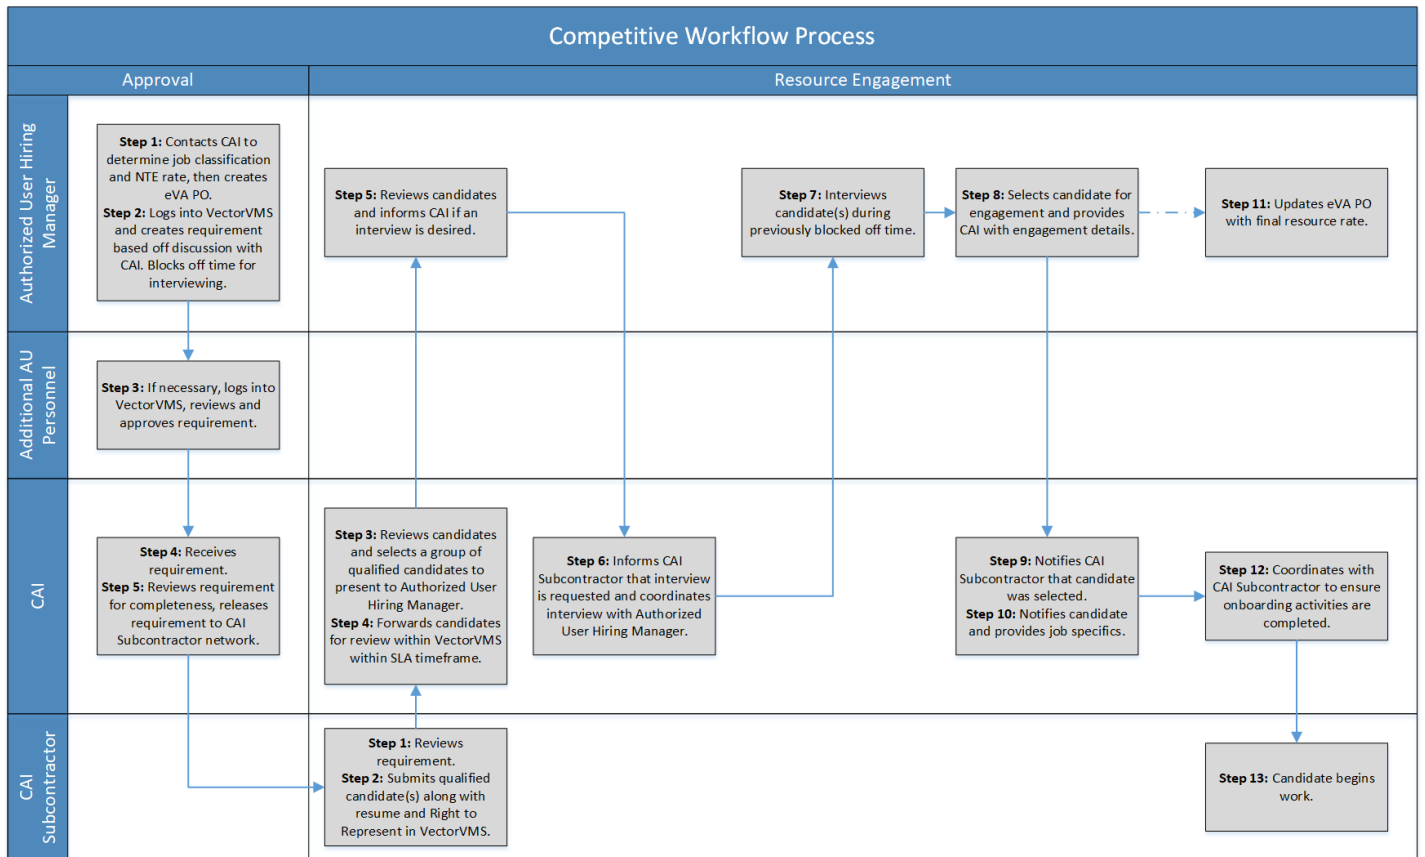 Competitive Workflow Process
Approval
Resource Engagement
Authorized User Hiring
Manager
Step 1: Contacts CAI to
determine job classification
and NTE rate, then creates
eVA PO.
Step 2: Logs into VectorVMS
and creates requirement
based off discussion with
CAI. Blocks off time for
interviewing.
Step 5: Reviews candidates
and informs CAI if an
interview is desired.
Step 7: Interviews
candidate(s) during
previously blocked off time.
Step 8: Selects candidate for
engagement and provides
CAI with engagement details.
Step 11: Updates eVA PO
with final resource rate.
Additional AU
Personnel
Step 3: If necessary, logs into
VectorVMS, reviews and
approves requirement.
CAI
Step 4: Receives
requirement.
Step 5: Reviews requirement
for completeness, releases
requirement to CAI
Subcontractor network.
Step 3: Reviews candidates
and selects a group of
qualified candidates to
present to Authorized User
Hiring Manager.
Step 4: Forwards candidates
for review within VectorVMS
within SLA timeframe.
Step 6: Informs CAI
Subcontractor that interview
is requested and coordinates
interview with Authorized
User Hiring Manager.
Step 9: Notifies CAI
Subcontractor that candidate
was selected.
Step 10: Notifies candidate
and provides job specifics.
Step 12: Coordinates with
CAI Subcontractor to ensure
onboarding activities are
completed.
CAI
Subcontractor
Step 1: Reviews
requirement.
Step 2: Submits qualified
candidate(s) along with
resume and Right to
Represent in VectorVMS.
Step 13: Candidate begins
work.